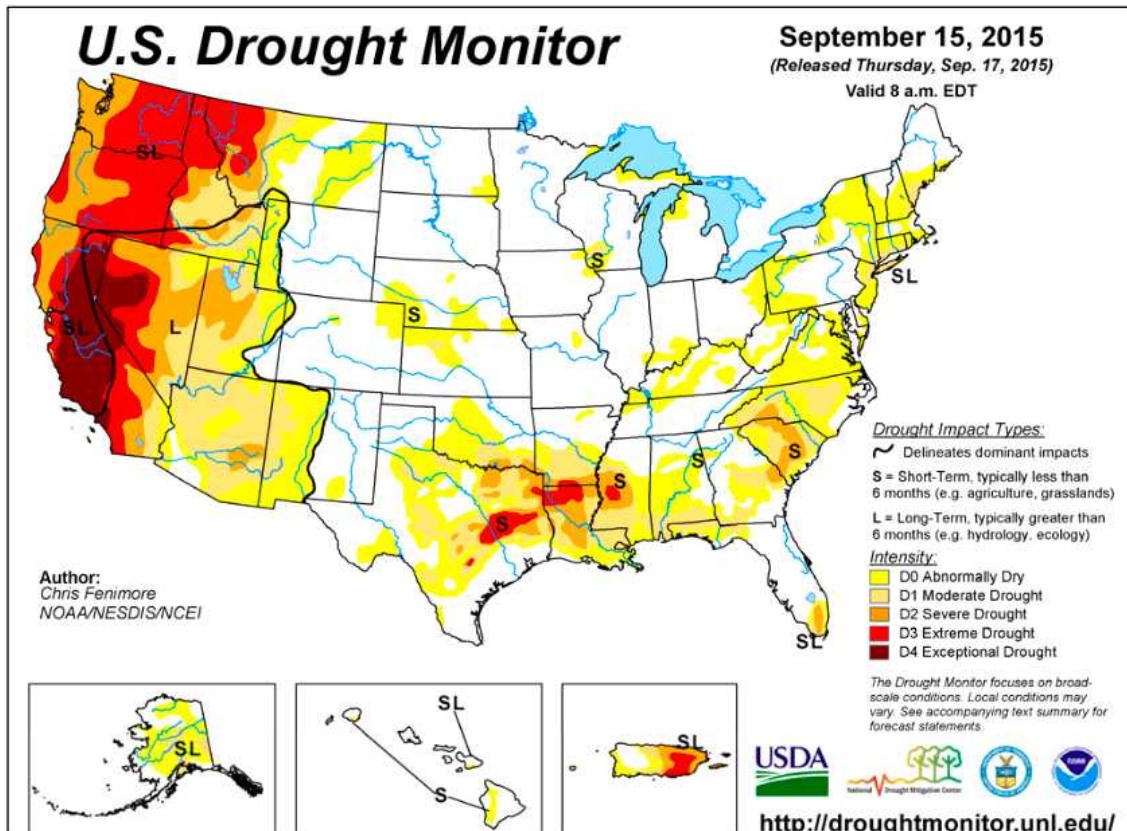 U.S. Drought Monitor
September 15, 2015
(Released Thursday, Sep. 17, 2015)
Valid 8 a.m. EDT
SL
SL
L
S
S
SL
S
S
S
S
SL
Drought Impact Types:
Delineates dominant impacts
S = Short-Term, typically less than
6 months (e.g. agriculture, grasslands)
L = Long-Term, typically greater than
6 months (e.g. hydrology, ecology)
Intensity:
D0 Abnormally Dry
D1 Moderate Drought
D2 Severe Drought
D3 Extreme Drought
D4 Exceptional Drought
Author:
Chris Fenimore
NOAA/NESDIS/NCEI
The Drought Monitor focuses on broad-
scale conditions. Local conditions may
vary. See accompanying text summary for
forecast statements.
SL
SL
S
SL
USDA
National Drought Mitigation Center
http://droughtmonitor.unl.edu/